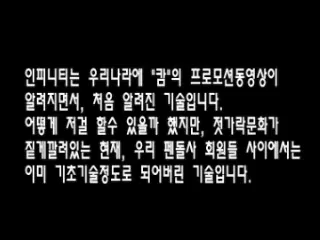 인피니티는 우리나라에 "캄"의 프로모션동영상이
알려지면서, 처음 알려진 기술입니다.
어떻게 저걸 할수 있을까 했지만, 젓가락문화가
짙게깔려있는 현재, 우리 펜돌사 회원들 사이에서는
이미 기초기술정도로 되어버린 기술입니다.